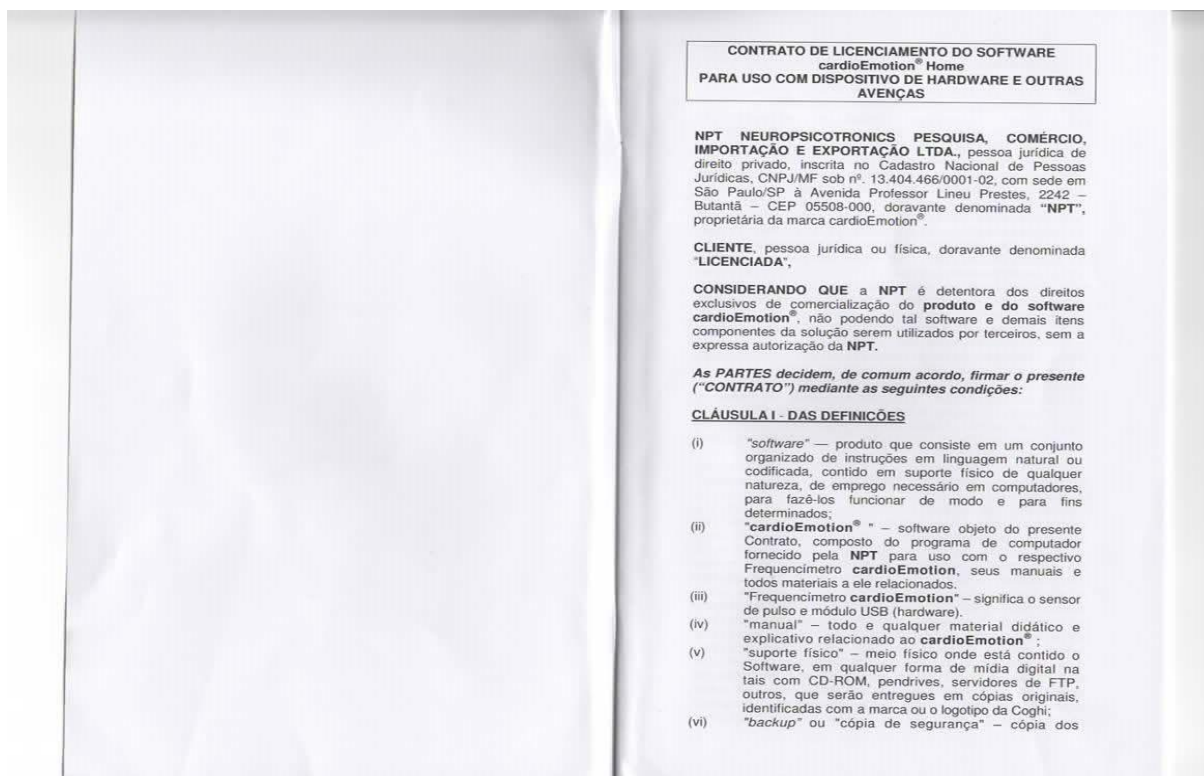 CONTRATO DE LICENCIAMENTO DO SOFTWARE
cardioEmotion® Home
PARA USO COM DISPOSITIVO DE HARDWARE E OUTRAS
AVENÇAS
NPT NEUROPSICOTRONICS PESQUISA, COMÉRCIO,
IMPORTAÇÃO E EXPORTAÇÃO LTDA., pessoa jurídica de
direito privado, inscrita no Cadastro Nacional de Pessoas
Jurídicas, CNPJ/MF sob nº. 13.404.466/0001-02, com sede em
São Paulo/SP à Avenida Professor Lineu Prestes, 2242 –
Butantã – CEP 05508-000, doravante denominada "NPT",
proprietária da marca cardioEmotion®.
CLIENTE, pessoa jurídica ou física, doravante denominada
"LICENCIADA",
CONSIDERANDO QUE a NPT é detentora dos direitos
exclusivos de comercialização do produto e do software
cardioEmotion®, não podendo tal software e demais itens
componentes da solução serem utilizados por terceiros, sem a
expressa autorização da NPT.
As PARTES decidem, de comum acordo, firmar o presente
("CONTRATO") mediante as seguintes condições:
CLÁUSULA I - DAS DEFINICÕES
(i) "software" — produto que consiste em um conjunto
organizado de instruções em linguagem natural ou
codificada, contido em suporte físico de qualquer
natureza, de emprego necessário em computadores,
para fazê-los funcionar de modo e para fins
determinados;
(ii) "cardioEmotion® " – software objeto do presente
Contrato, composto do programa de computador
fornecido pela NPT para uso com o respectivo
Frequencímetro cardioEmotion, seus manuais e
todos materiais a ele relacionados.
(iii) "Frequencímetro cardioEmotion" – significa o sensor
de pulso e módulo USB (hardware).
(iv) "manual" – todo e qualquer material didático e
explicativo relacionado ao cardioEmotion® ;
(v) "suporte físico" – meio físico onde está contido o
Software, em qualquer forma de mídia digital na
tais com CD-ROM, pendrives, servidores de FTP,
outros, que serão entregues em cópias originais,
identificadas com a marca ou o logotipo da Coghi;
(vi) "backup" ou "cópia de segurança" – cópia dos